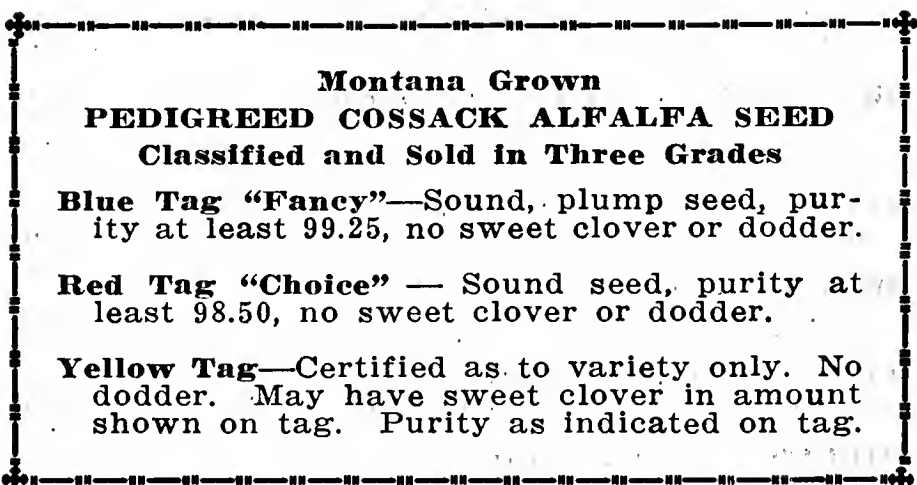 Montana Grown
PEDIGREED COSSACK ALFALFA SEED
Classified and Sold in Three Grades
Blue Tag “Fancy”—Sound, plump seed, pur-
ity at least 99.25, no sweet clover or dodder.
Red Tag “Choice” — Sound seed, purity at
least 98.50, no sweet clover or dodder.
Yellow Tag—Certified as to variety only. No
dodder. May have sweet clover in amount
shown on tag. Purity as indicated on tag.